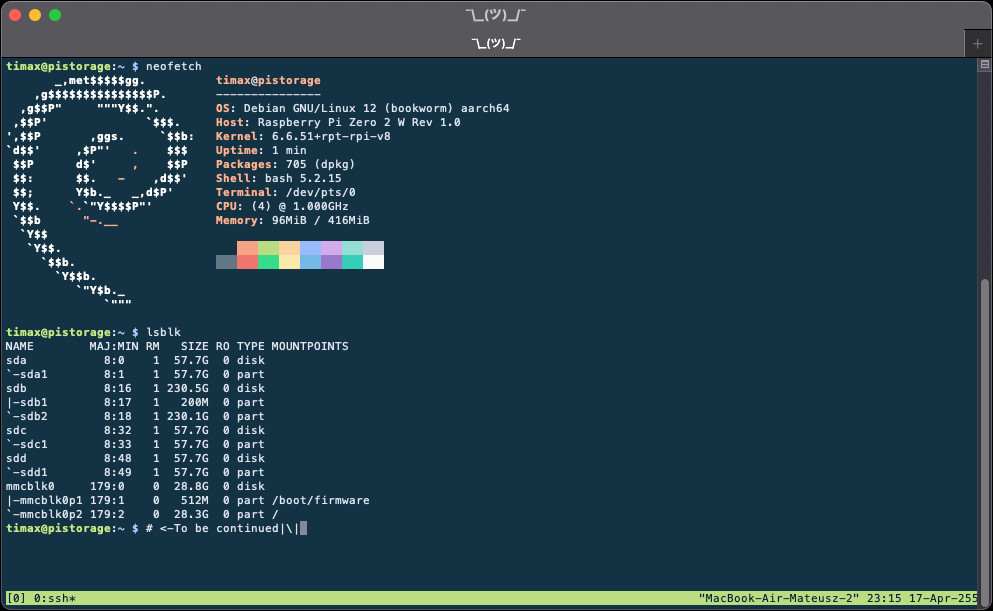 ¯\_(ツ)_/¯
¯\_(ツ)_/¯
+
timax@pistorage:~ $ neofetch
       _,met$$$$$gg.          timax@pistorage
    ,g$$$$$$$$$$$$$$$P.       ---------------
  ,g$$P"     """Y$$.".        OS: Debian GNU/Linux 12 (bookworm) aarch64
 ,$$P'              `$$$.     Host: Raspberry Pi Zero 2 W Rev 1.0
',$$P       ,ggs.     `$$b:   Kernel: 6.6.51+rpt-rpi-v8
`d$$'     ,$P"'   .    $$$    Uptime: 1 min
 $$P      d$'     ,    $$P    Packages: 705 (dpkg)
 $$:      $$.   -    ,d$$'    Shell: bash 5.2.15
 $$;      Y$b._   _,d$P'      Terminal: /dev/pts/0
 Y$$.    `.`"Y$$$$P"'         CPU: (4) @ 1.000GHz
 `$$b      "-.__              Memory: 96MiB / 416MiB
  `Y$$
   `Y$$.
     `$$b.
       `Y$$b.
          `"Y$b._
              `"""
timax@pistorage:~ $ lsblk
NAME        MAJ:MIN RM   SIZE RO TYPE MOUNTPOINTS
sda           8:0    1  57.7G  0 disk
`-sda1        8:1    1  57.7G  0 part
sdb           8:16   1 230.5G  0 disk
|-sdb1        8:17   1   200M  0 part
`-sdb2        8:18   1 230.1G  0 part
sdc           8:32   1  57.7G  0 disk
`-sdc1        8:33   1  57.7G  0 part
sdd           8:48   1  57.7G  0 disk
`-sdd1        8:49   1  57.7G  0 part
mmcblk0     179:0    0  28.8G  0 disk
|-mmcblk0p1 179:1    0   512M  0 part /boot/firmware
`-mmcblk0p2 179:2    0  28.3G  0 part /
timax@pistorage:~ $ # <-To be continued|\|
[0] 0:ssh* "MacBook-Air-Mateusz-2" 23:15 17-Apr-255